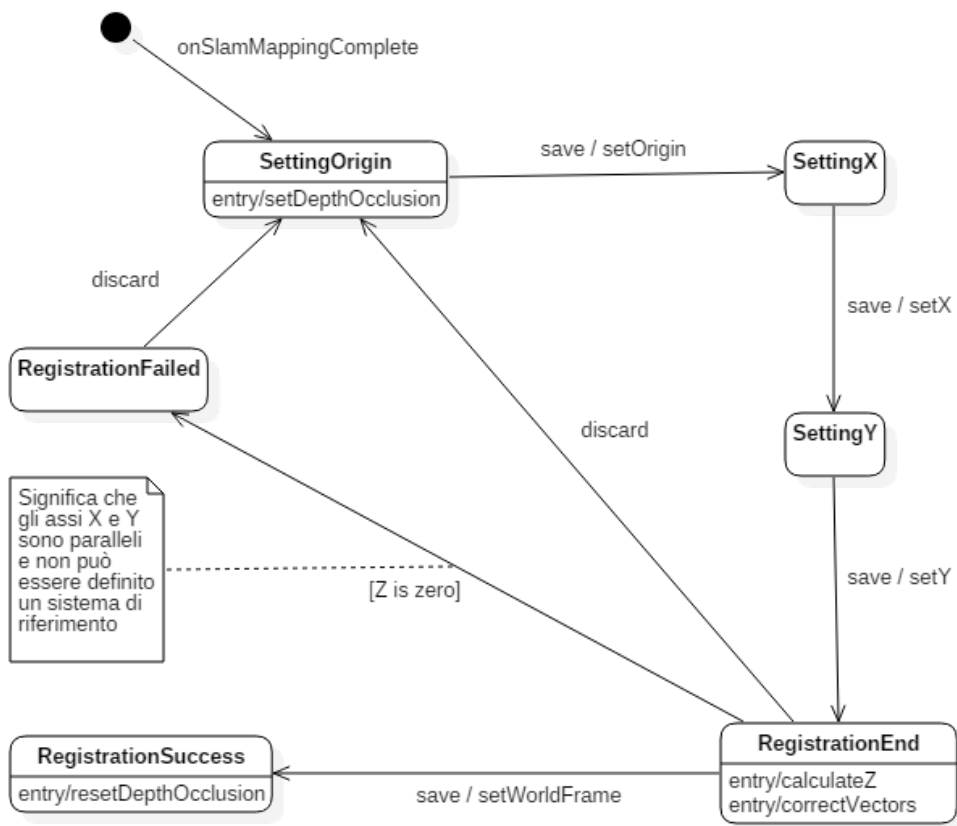 onSlamMappingComplete
SettingOrigin
entry/setDepthOcclusion
save / setOrigin
SettingX
discard
save / setX
RegistrationFailed
discard
SettingY
Significa che
gli assi X e Y
sono paralleli
e non può
essere definito
un sistema di
riferimento
[Z is zero]
save / setY
RegistrationEnd
entry/calculateZ
entry/correctVectors
RegistrationSuccess
entry/resetDepthOcclusion
save / setWorldFrame